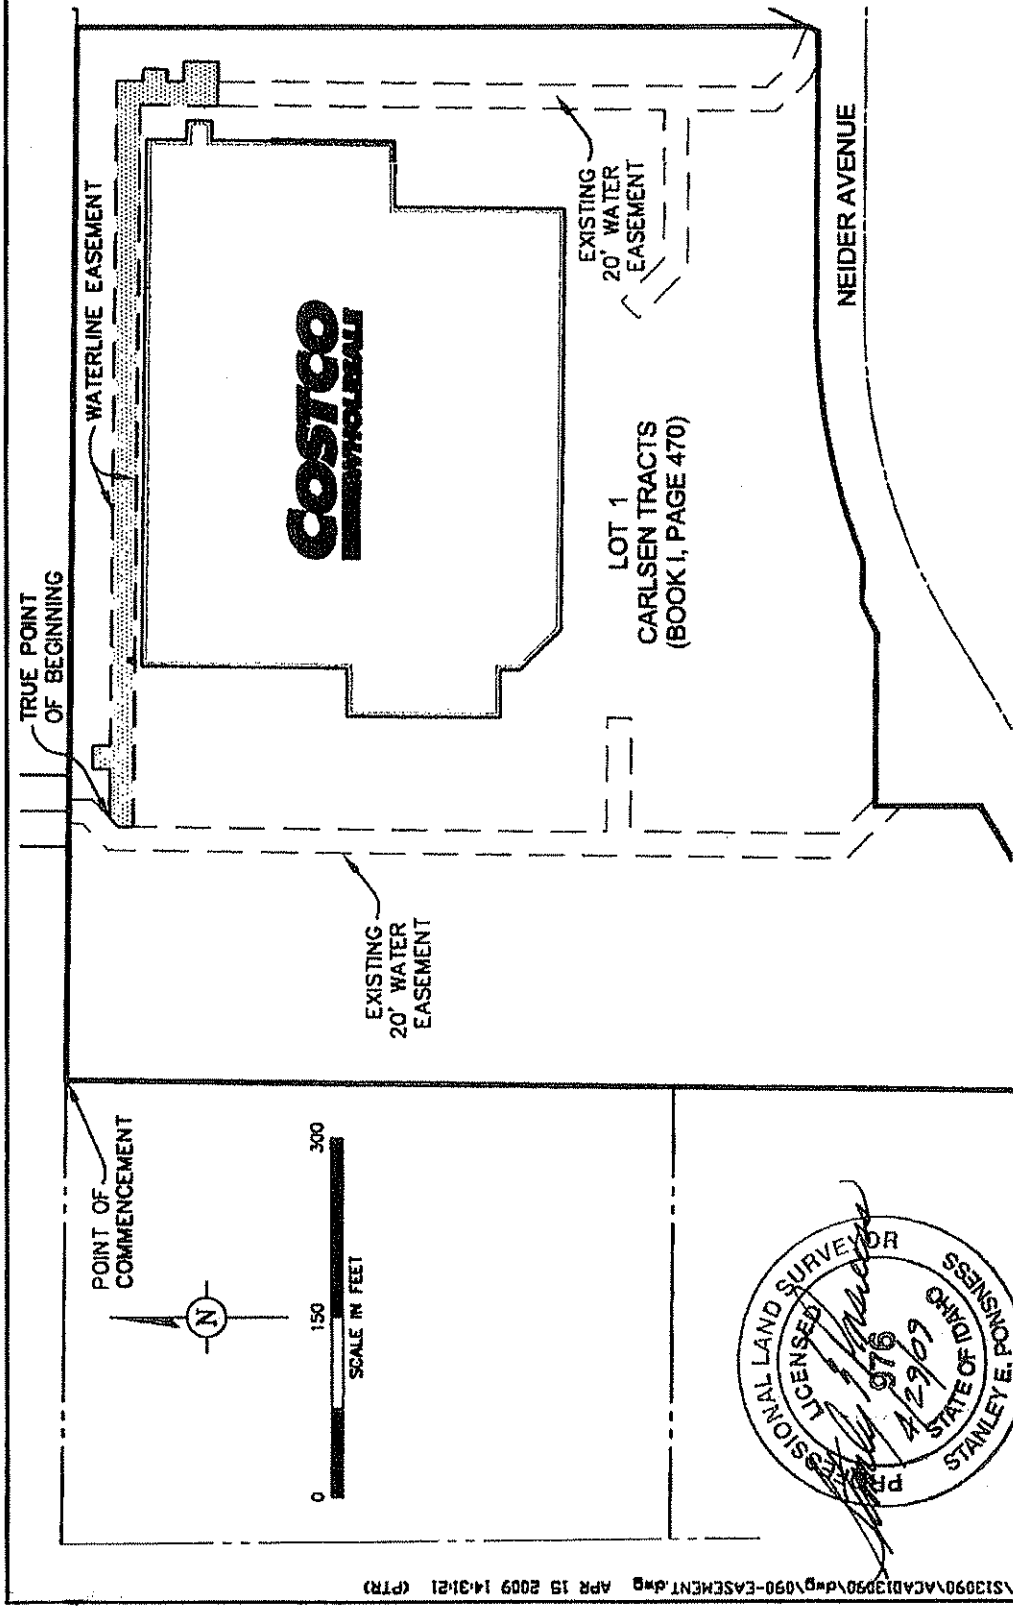 TRUE POINT
OF BEGINNING
WATERLINE EASEMENT
POINT OF
COMMENCEMENT
N
0 150 300
SCALE IN FEET
EXISTING
20' WATER
EASEMENT
COSTCO
WHOLESALE
EXISTING
20' WATER
EASEMENT
LOT 1
CARLSEN TRACTS
(BOOK I, PAGE 470)
NEIDER AVENUE
PROFESSIONAL LAND SURVEYOR
LICENSED
976
4/29/09
STATE OF IDAHO
STANLEY E. PONSNESS
\S13090\ACAD\13090\dwg\090-EASEMENT.dwg APR 15 2009 14:31:21 (PTR)